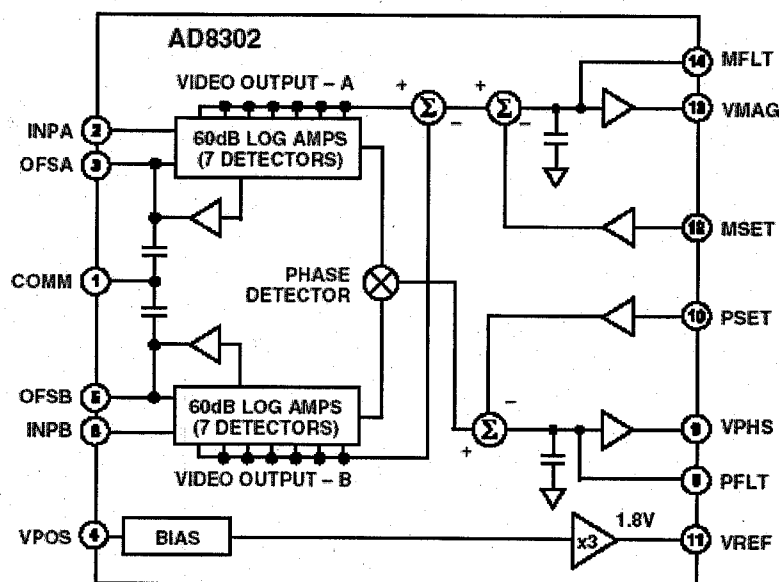 AD8302
MFLT
14
VIDEO OUTPUT – A
+
+
Σ
Σ
–
–
13
VMAG
INPA
2
60dB LOG AMPS
(7 DETECTORS)
OFSA
3
–
12
MSET
COMM
1
PHASE
DETECTOR
10
PSET
–
OFSB
5
60dB LOG AMPS
(7 DETECTORS)
INPB
6
Σ
+
9
VPHS
VIDEO OUTPUT – B
8
PFLT
VPOS
4
BIAS
x3
1.8V
11
VREF